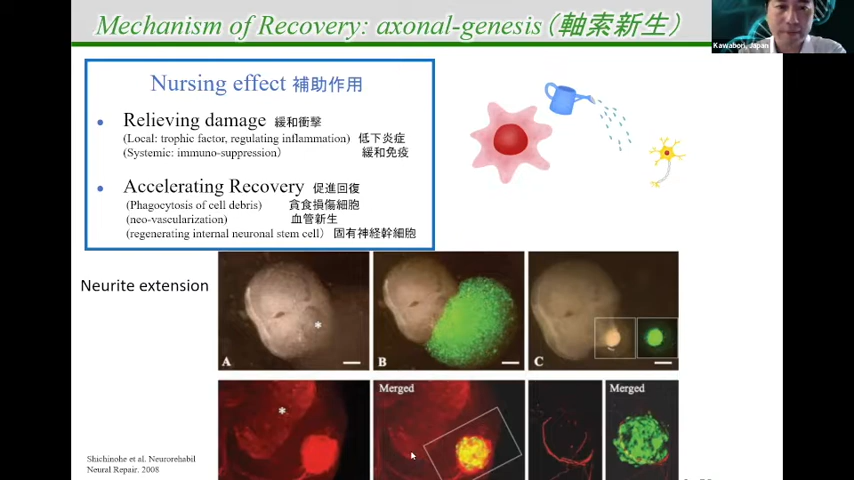 Mechanism of Recovery: axonal-genesis(軸索新生)
Kawabori, Japan
Nursing effect 補助作用
• Relieving damage 緩和衝撃
(Local: trophic factor, regulating inflammation) 低下炎症
(Systemic: immuno-suppression) 緩和免疫
• Accelerating Recovery 促進回復
(Phagocytosis of cell debris) 貪食損傷細胞
(neo-vascularization) 血管新生
(regenerating internal neuronal stem cell) 固有神経幹細胞
Neurite extension
*
A
B
C
*
Merged
Merged
Shichinohe et al. Neurorehabil
Neural Repair. 2008